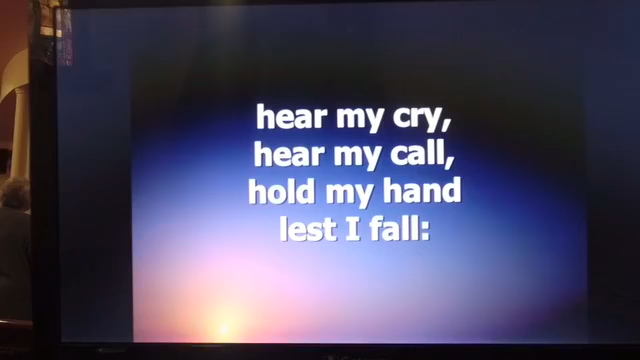 hear my cry,
hear my call,
hold my hand
lest I fall: